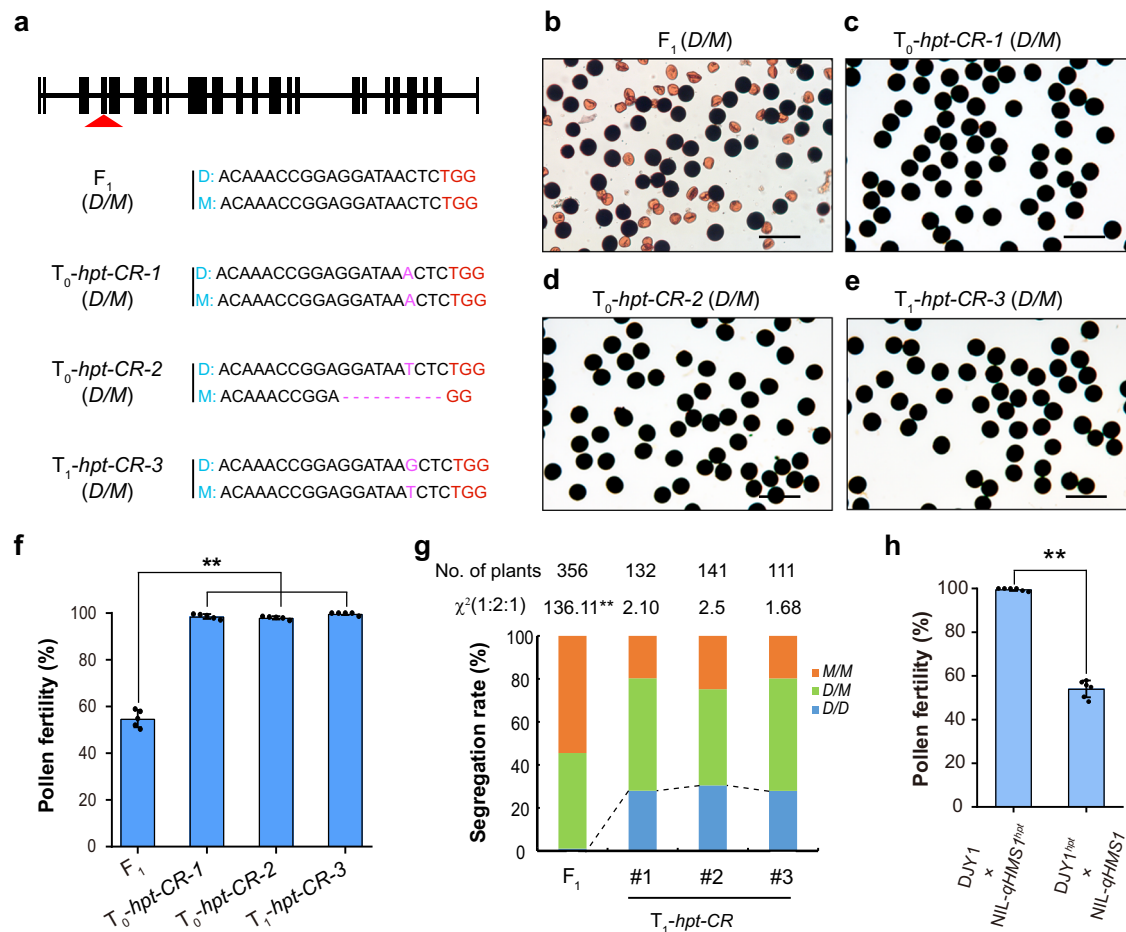 a
F1
(D/M)
D: ACAAACCGGAGGATAACTCTGG
M: ACAAACCGGAGGATAACTCTGG
T0-hpt-CR-1
(D/M)
D: ACAAACCGGAGGATAAACTCTGG
M: ACAAACCGGAGGATAAACTCTGG
T0-hpt-CR-2
(D/M)
D: ACAAACCGGAGGATAATCTCTGG
M: ACAAACCGGA----------GG
T1-hpt-CR-3
(D/M)
D: ACAAACCGGAGGATAAGCTCTGG
M: ACAAACCGGAGGATAATCTCTGG
b
F1 (D/M)
c
T0-hpt-CR-1 (D/M)
d
T0-hpt-CR-2 (D/M)
e
T1-hpt-CR-3 (D/M)
f
**
Pollen fertility (%)
100
80
60
40
20
0
F1
T0-hpt-CR-1
T0-hpt-CR-2
T1-hpt-CR-3
g
No. of plants 356 132 141 111
χ2(1:2:1) 136.11** 2.10 2.5 1.68
Segregation rate (%)
100
80
60
40
20
0
M/M
D/M
D/D
F1 #1 #2 #3
T1-hpt-CR
h
**
Pollen fertility (%)
100
80
60
40
20
0
DJY1
×
NIL-qHMS1hpt
DJY1hpt
×
NIL-qHMS1